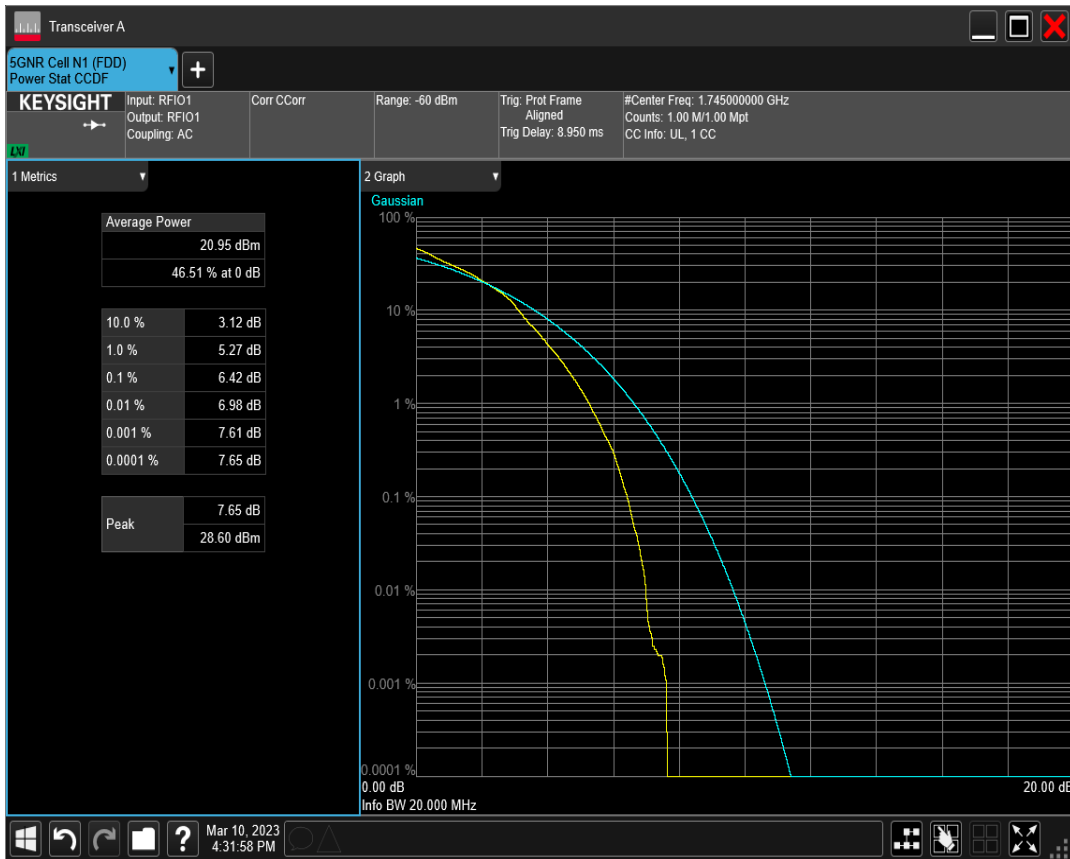 Transceiver A
5GNR Cell N1 (FDD)
Power Stat CCDF
+
KEYSIGHT
LXI
Input: RFIO1
Output: RFIO1
Coupling: AC
Corr CCorr
Range: -60 dBm
Trig: Prot Frame
Aligned
Trig Delay: 8.950 ms
#Center Freq: 1.745000000 GHz
Counts: 1.00 M/1.00 Mpt
CC Info: UL, 1 CC
1 Metrics
Average Power
20.95 dBm
46.51 % at 0 dB
10.0 % 3.12 dB
1.0 % 5.27 dB
0.1 % 6.42 dB
0.01 % 6.98 dB
0.001 % 7.61 dB
0.0001 % 7.65 dB
Peak
7.65 dB
28.60 dBm
2 Graph
Gaussian
100 %
10 %
1 %
0.1 %
0.01 %
0.001 %
0.0001 %
0.00 dB 20.00 dB
Info BW 20.000 MHz
?
Mar 10, 2023
4:31:58 PM